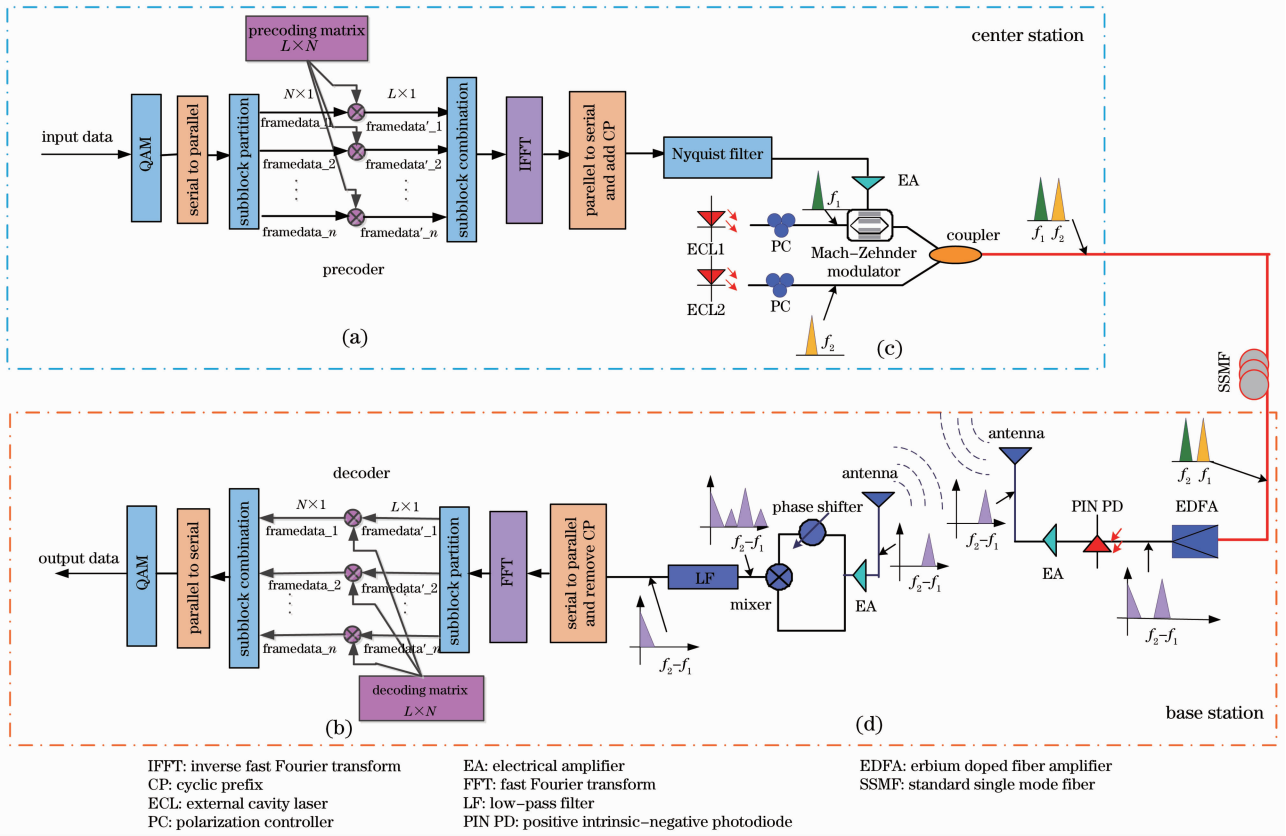 center station
precoding matrix
L×N
N×1
L×1
input data
QAM
serial to parallel
subblock partition
framedata_1
framedata′_1
framedata_2
framedata′_2
framedata_n
framedata′_n
subblock combination
IFFT
parellel to serial
and add CP
Nyquist filter
EA
precoder
(a)
f1
ECL1
PC
Mach−Zehnder
modulator
coupler
f1 f2
ECL2
PC
f2
(c)
SSMF
base station
decoder
output data
QAM
parallel to serial
subblock combination
N×1
L×1
framedata_1
framedata′_1
framedata_2
framedata′_2
framedata_n
framedata′_n
subblock partition
FFT
serial to parallel
and remove CP
decoding matrix
L×N
(b)
f2−f1
LF
f2−f1
mixer
phase shifter
EA
antenna
f2−f1
(d)
antenna
f2−f1
EA
PIN PD
f2−f1
EDFA
f2 f1
IFFT: inverse fast Fourier transform
CP: cyclic prefix
ECL: external cavity laser
PC: polarization controller
EA: electrical amplifier
FFT: fast Fourier transform
LF: low−pass filter
PIN PD: positive intrinsic−negative photodiode
EDFA: erbium doped fiber amplifier
SSMF: standard single mode fiber